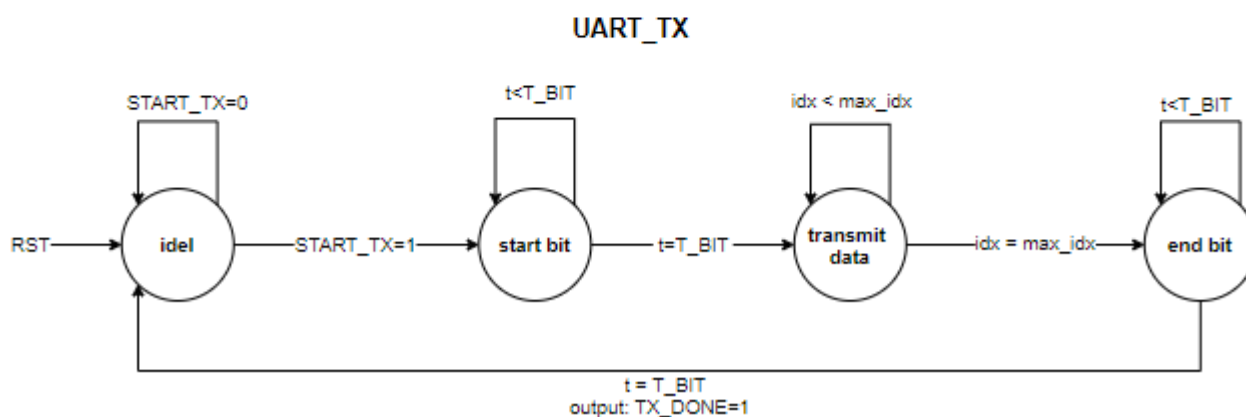 UART_TX
START_TX=0
t<T_BIT
idx < max_idx
t<T_BIT
RST
idel
START_TX=1
start bit
t=T_BIT
transmit
data
idx = max_idx
end bit
t = T_BIT
output: TX_DONE=1